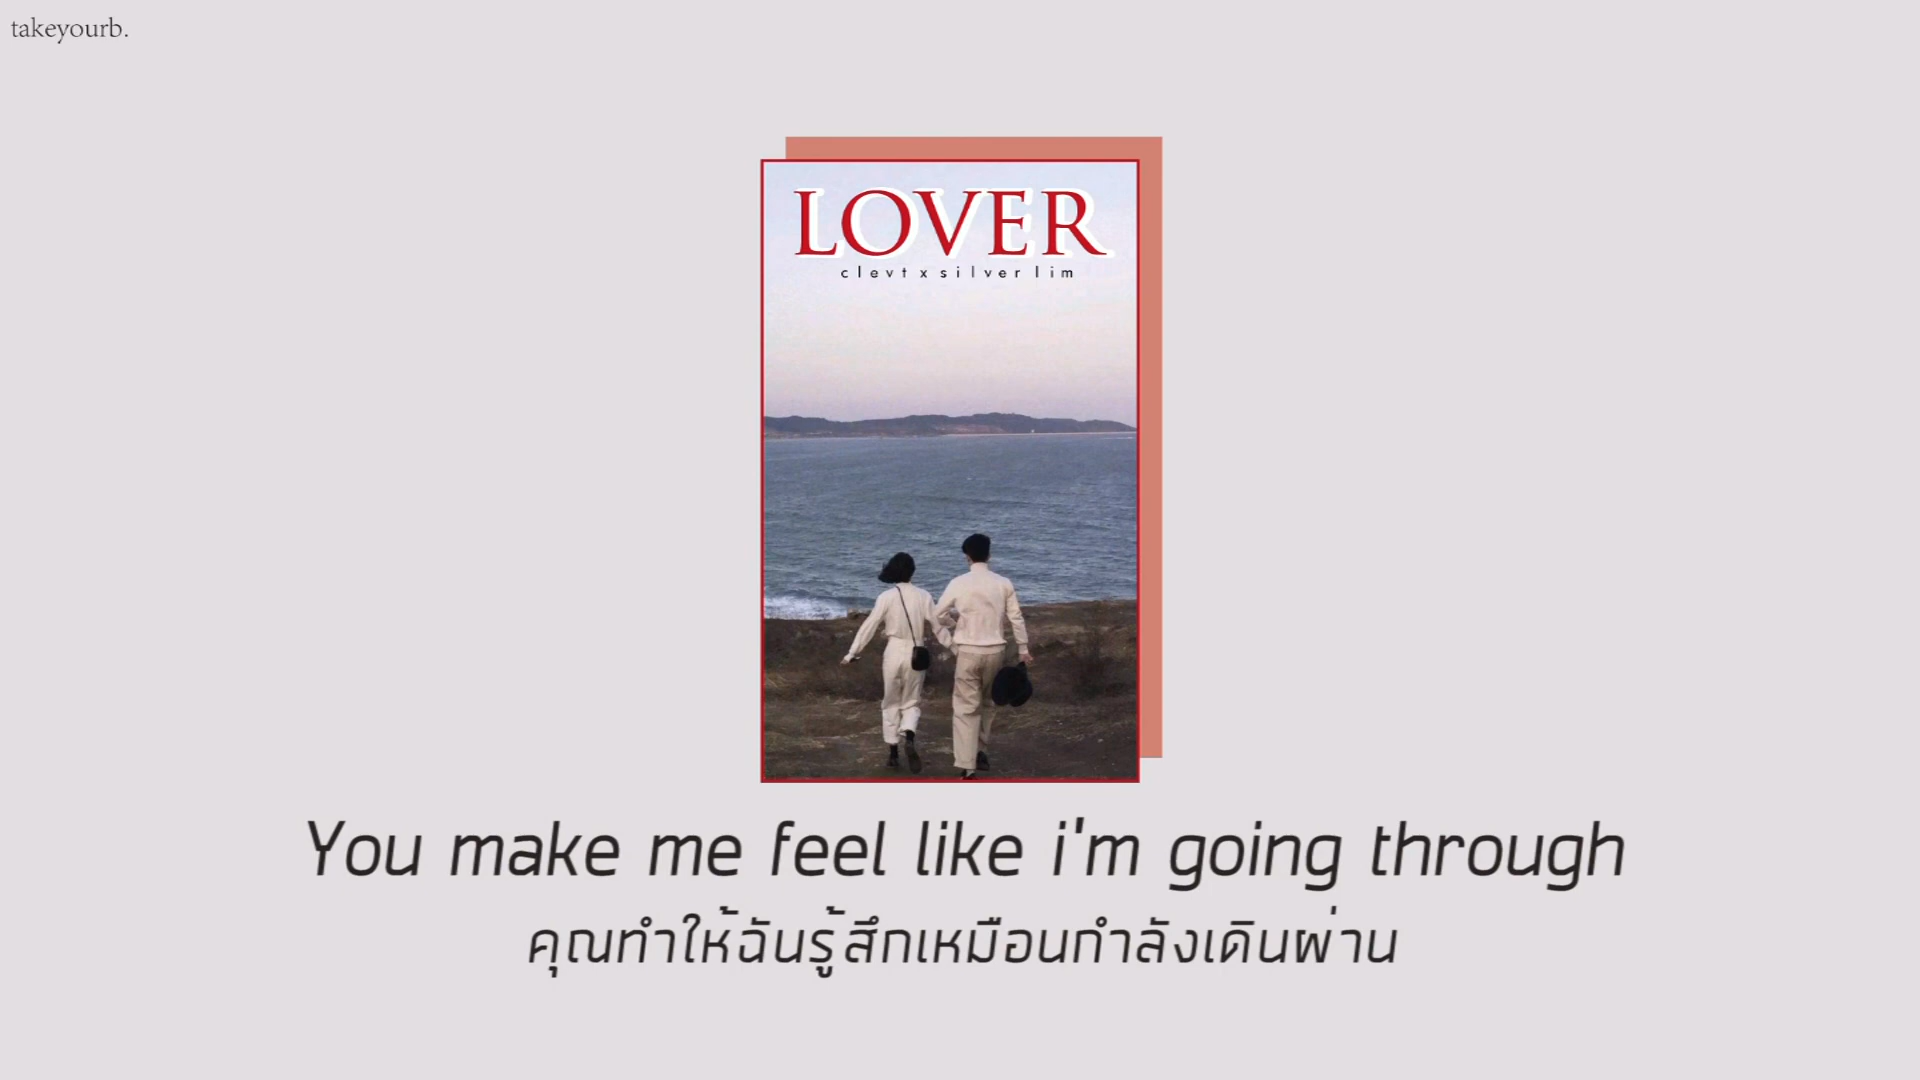 takeyourb.
LOVER
clevt x silver lim
You make me feel like i'm going through
คุณทำให้ฉันรู้สึกเหมือนกำลังเดินผ่าน